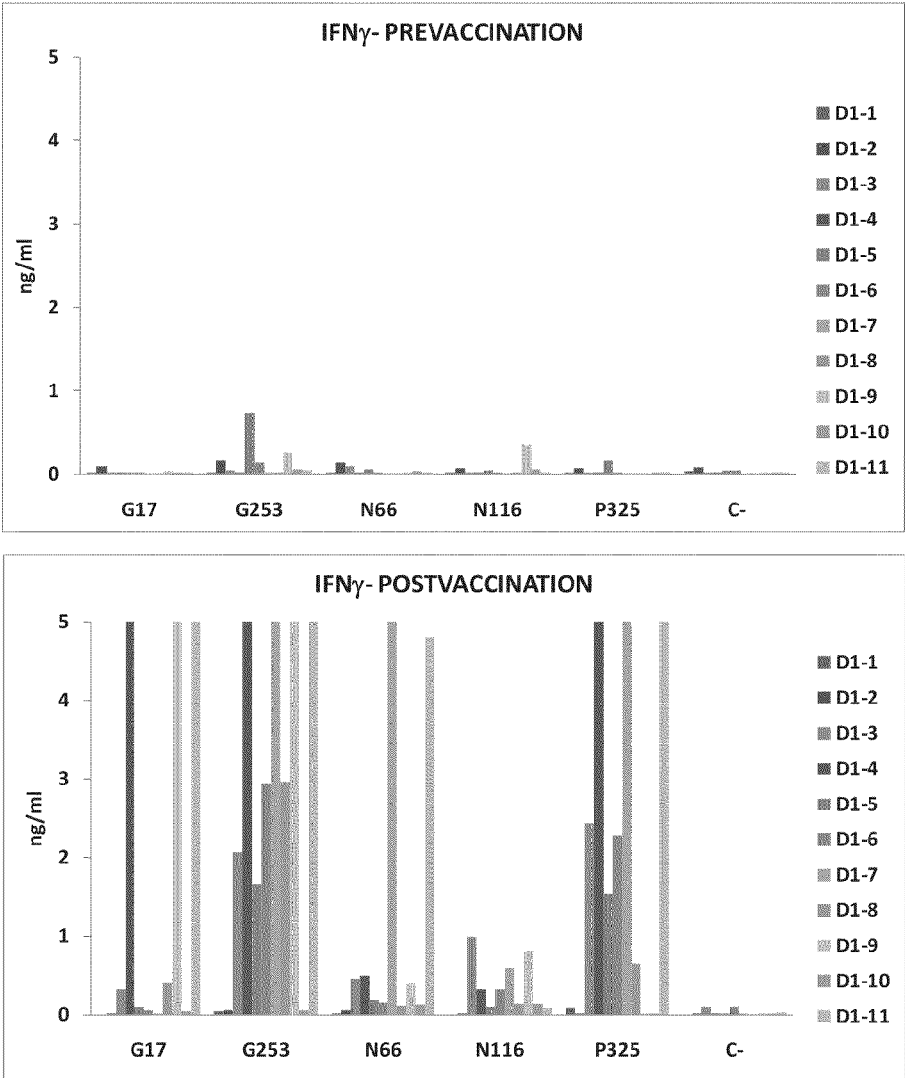 IFNγ- PREVACCINATION
5
4
3
2
1
0
ng/ml
G17 G253 N66 N116 P325 C-
D1-1
D1-2
D1-3
D1-4
D1-5
D1-6
D1-7
D1-8
D1-9
D1-10
D1-11
IFNγ- POSTVACCINATION
5
4
3
2
1
0
ng/ml
G17 G253 N66 N116 P325 C-
D1-1
D1-2
D1-3
D1-4
D1-5
D1-6
D1-7
D1-8
D1-9
D1-10
D1-11